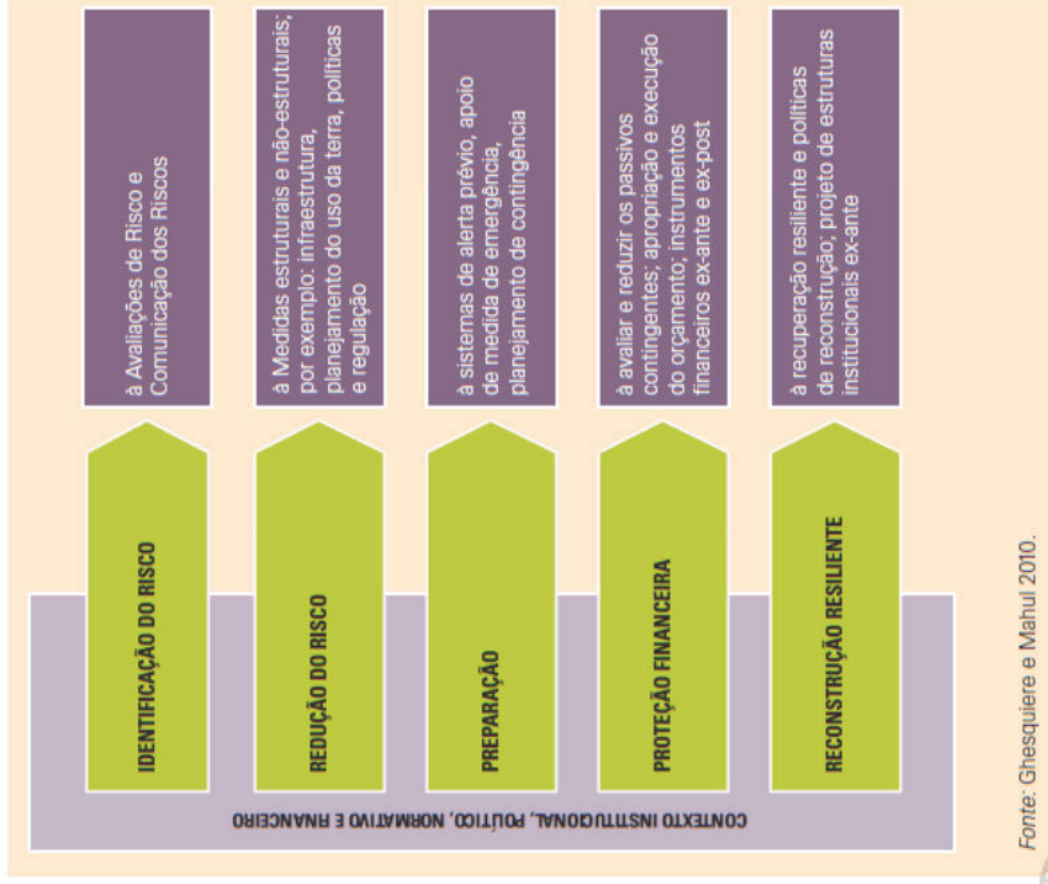 CONTEXTO INSTITUCIONAL, POLÍTICO, NORMATIVO E FINANCEIRO
IDENTIFICAÇÃO DO RISCO
à Avaliações de Risco e
Comunicação dos Riscos
REDUÇÃO DO RISCO
à Medidas estruturais e não-estruturais;
por exemplo: infraestrutura,
planejamento do uso da terra, políticas
e regulação
PREPARAÇÃO
à sistemas de alerta prévio, apoio
de medida de emergência,
planejamento de contingência
PROTEÇÃO FINANCEIRA
à avaliar e reduzir os passivos
contingentes; apropriação e execução
do orçamento; instrumentos
financeiros ex-ante e ex-post
RECONSTRUÇÃO RESILIENTE
à recuperação resiliente e políticas
de reconstrução; projeto de estruturas
institucionais ex-ante
Fonte: Ghesquiere e Mahul 2010.